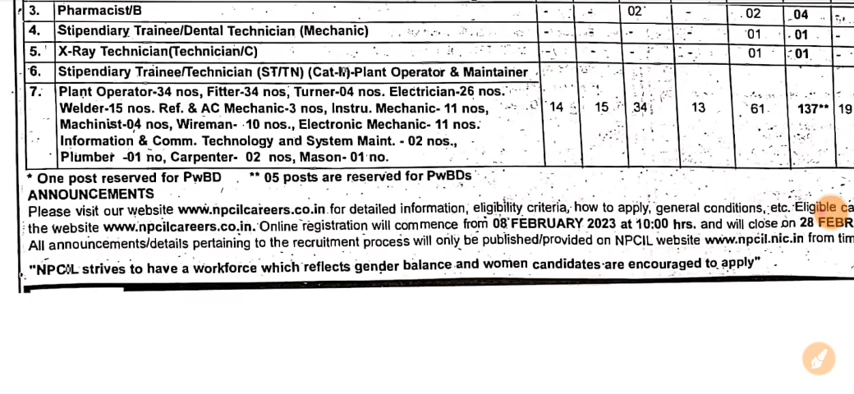 3. Pharmacist/B - - 02 - 02 04
4. Stipendiary Trainee/Dental Technician (Mechanic) 01 01 -
5. X-Ray Technician(Technician/C) - - - - 01 01 -
6. Stipendiary Trainee/Technician (ST/TN) (Cat-II)-Plant Operator & Maintainer
7. Plant Operator-34 nos, Fitter-34 nos, Turner-04 nos. Electrician-26 nos.
Welder-15 nos. Ref. & AC Mechanic-3 nos, Instru. Mechanic- 11 nos, 14 15 34 13 61 137** 19
Machinist-04 nos, Wireman- 10 nos., Electronic Mechanic- 11 nos.
Information & Comm. Technology and System Maint. - 02 nos.,
Plumber -01 no, Carpenter- 02 nos, Mason- 01 no.
* One post reserved for PwBD ** 05 posts are reserved for PwBDs
ANNOUNCEMENTS
Please visit our website www.npcilcareers.co.in for detailed information, eligibility criteria, how to apply, general conditions, etc. Eligible
the website www.npcilcareers.co.in. Online registration will commence from 08 FEBRUARY 2023 at 10:00 hrs. and will close on 28 FEBR
All announcements/details pertaining to the recruitment process will only be published/provided on NPCIL website www.npcil.nic.in from
"NPCIL strives to have a workforce which reflects gender balance and women candidates are encouraged to apply"